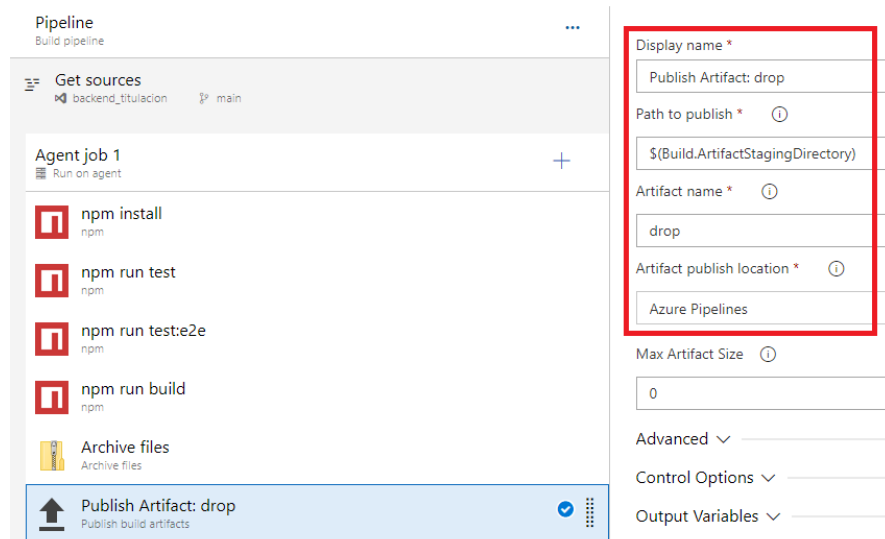 Pipeline
Build pipeline
Get sources
backend_titulacion
main
Agent job 1
Run on agent
npm install
npm
npm run test
npm
npm run test:e2e
npm
npm run build
npm
Archive files
Archive files
Publish Artifact: drop
Publish build artifacts
Display name *
Publish Artifact: drop
Path to publish *
$(Build.ArtifactStagingDirectory)
Artifact name *
drop
Artifact publish location *
Azure Pipelines
Max Artifact Size
0
Advanced
Control Options
Output Variables